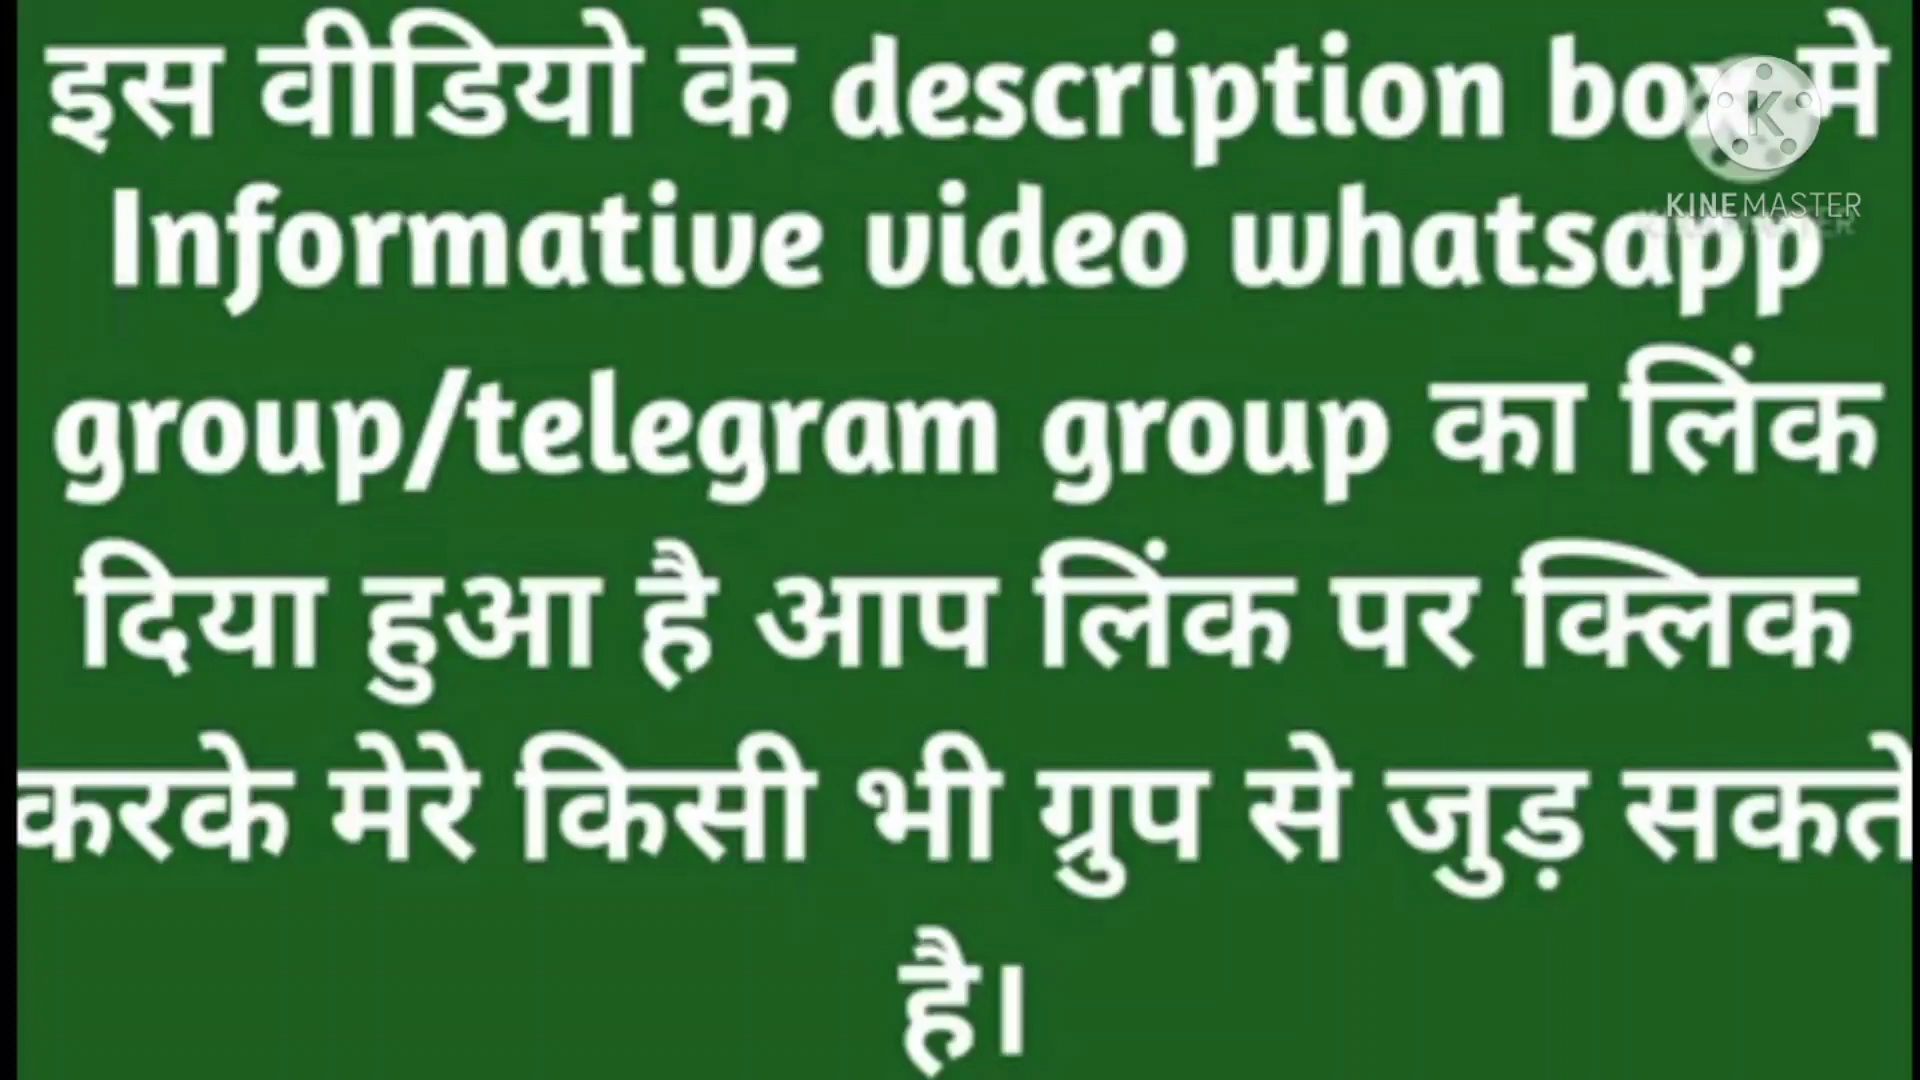 इस वीडियो के description box मे
Informative video whatsapp
group/telegram group का लिंक
दिया हुआ है आप लिंक पर क्लिक
करके मेरे किसी भी ग्रुप से जुड़ सकते
है।
K
KINEMASTER